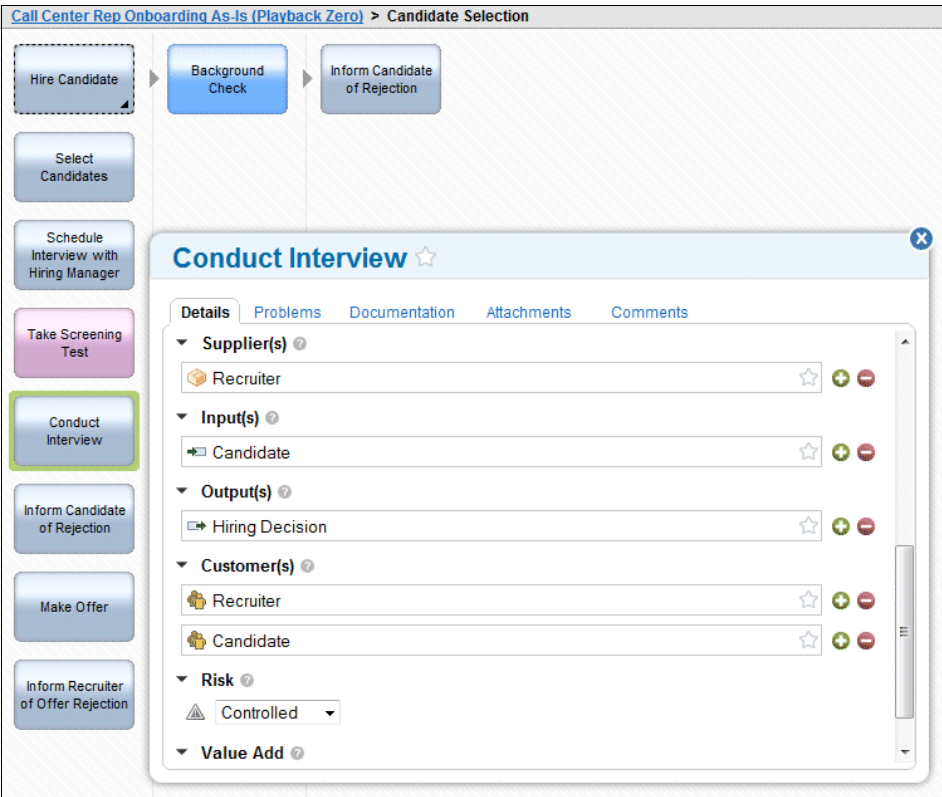 Call Center Rep Onboarding As-Is (Playback Zero) > Candidate Selection
Hire Candidate
Background
Check
Inform Candidate
of Rejection
Select
Candidates
Schedule
Interview with
Hiring Manager
Take Screening
Test
Conduct
Interview
Inform Candidate
of Rejection
Make Offer
Inform Recruiter
of Offer Rejection
Conduct Interview
Details Problems Documentation Attachments Comments
Supplier(s)
Recruiter
Input(s)
Candidate
Output(s)
Hiring Decision
Customer(s)
Recruiter
Candidate
Risk
Controlled
Value Add